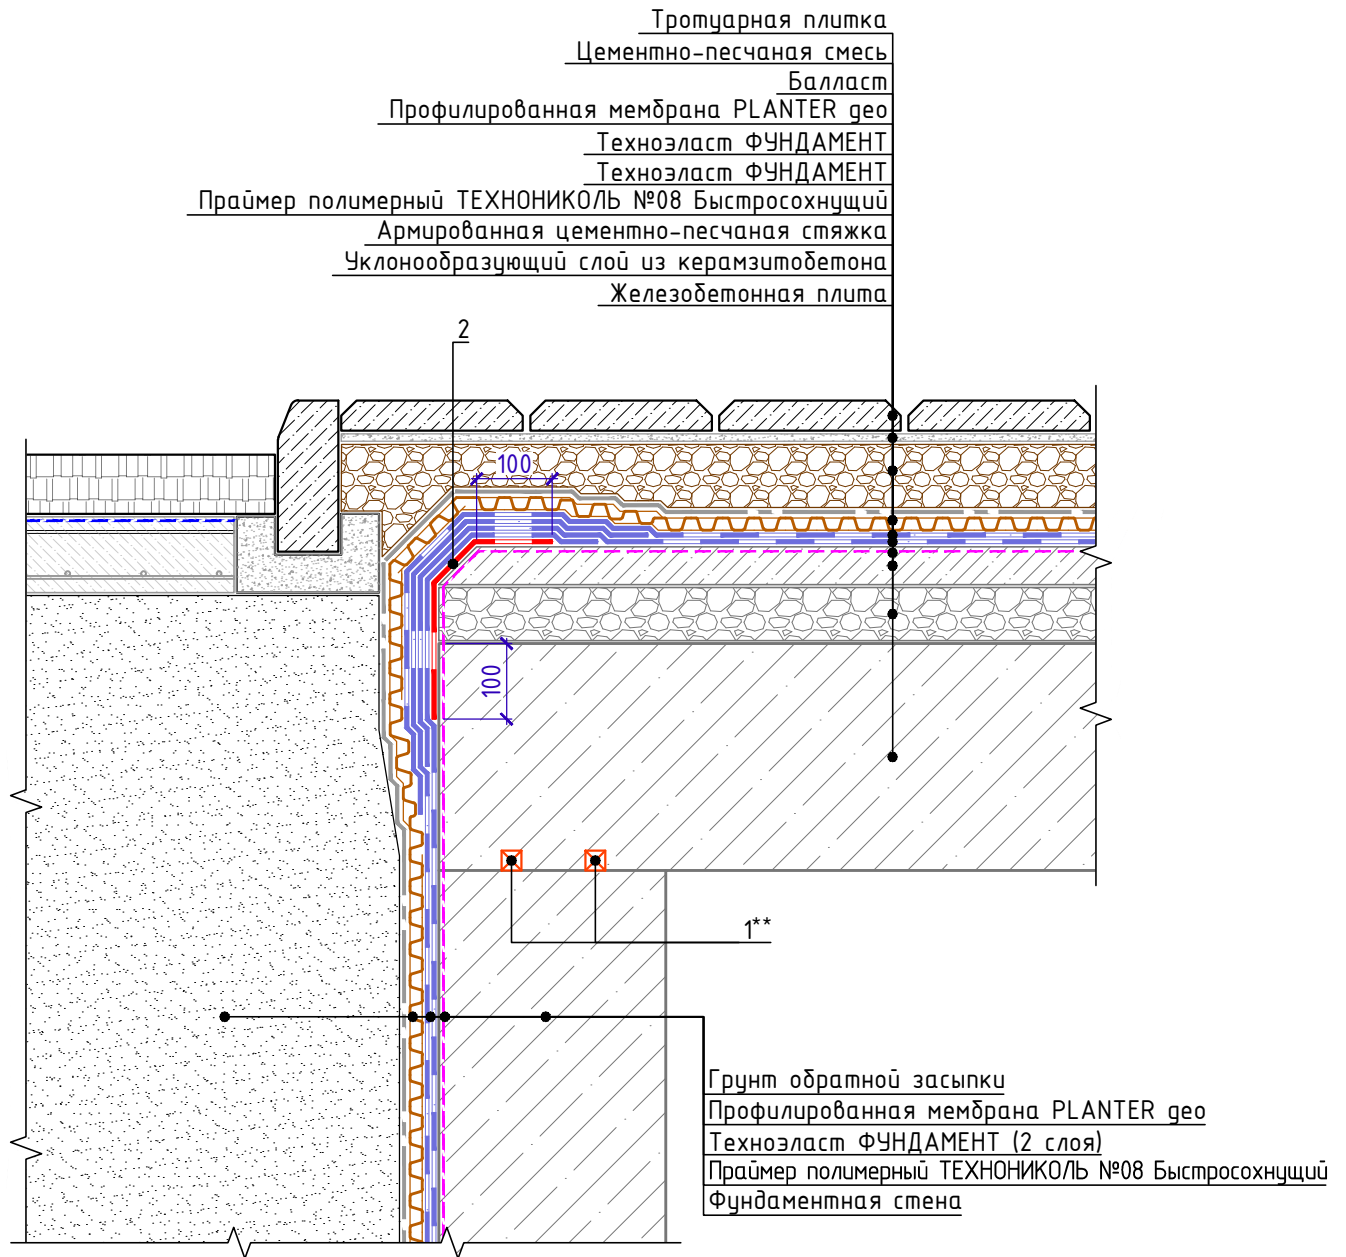 Тротуарная плитка
Цементно-песчаная смесь
Балласт
Профилированная мембрана PLANTER geo
Техноэласт ФУНДАМЕНТ
Техноэласт ФУНДАМЕНТ
Праймер полимерный ТЕХНОНИКОЛЬ №08 Быстросохнущий
Армированная цементно-песчаная стяжка
Уклонообразующий слой из керамзитобетона
Железобетонная плита
2
100
100
1**
Грунт обратной засыпки
Профилированная мембрана PLANTER geo
Техноэласт ФУНДАМЕНТ (2 слоя)
Праймер полимерный ТЕХНОНИКОЛЬ №08 Быстросохнущий
Фундаментная стена